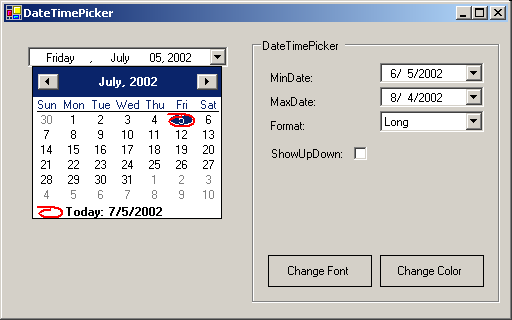 DateTimePicker
Friday , July 05, 2002
July, 2002
Sun Mon Tue Wed Thu Fri Sat
30 1 2 3 4 5 6
7 8 9 10 11 12 13
14 15 16 17 18 19 20
21 22 23 24 25 26 27
28 29 30 31 1 2 3
4 5 6 7 8 9 10
Today: 7/5/2002
DateTimePicker
MinDate: 6/ 5/2002
MaxDate: 8/ 4/2002
Format: Long
ShowUpDown:
Change Font Change Color